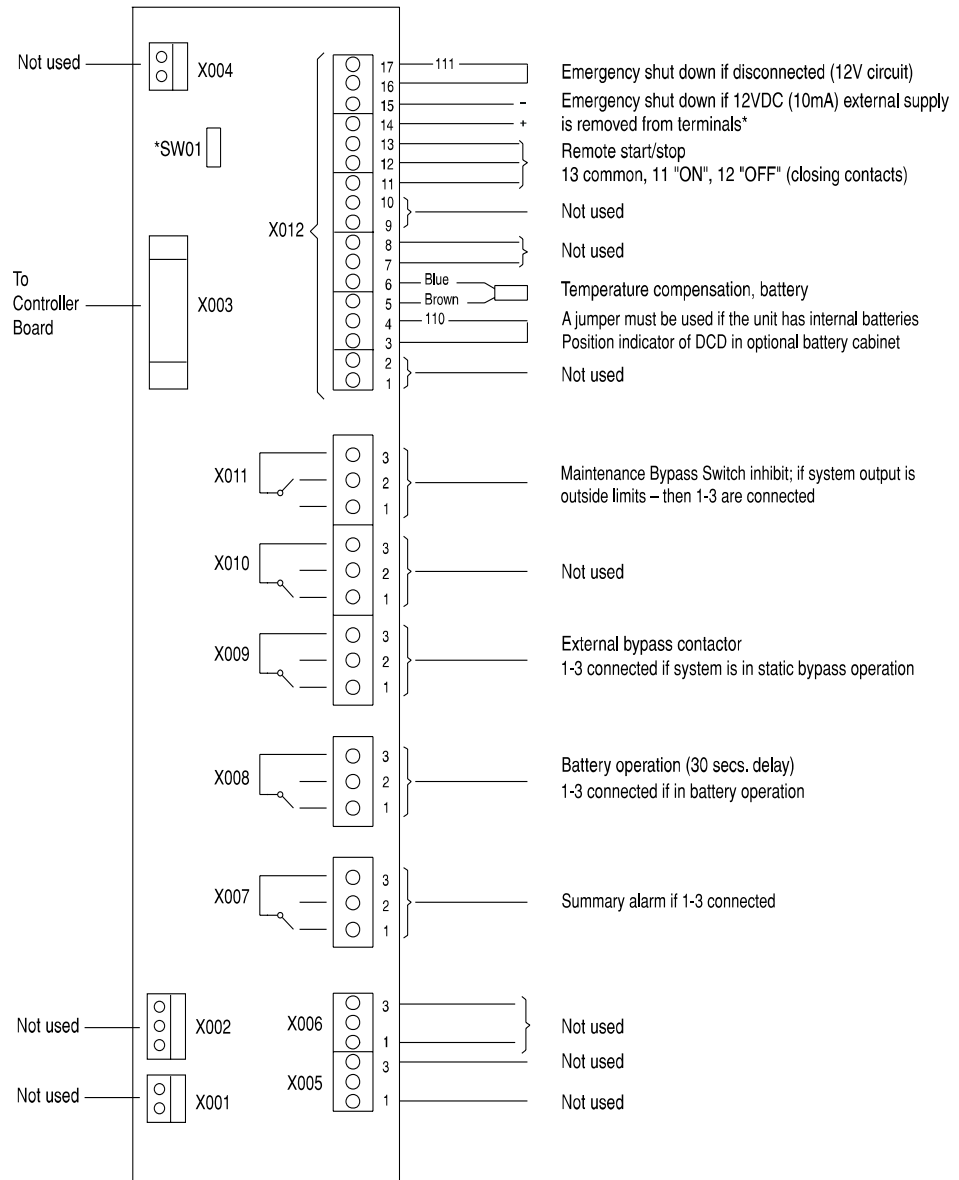 Not used
X004
*SW01
To
Controller
Board
X003
X012
17
16
15
14
13
12
11
10
9
8
7
6
5
4
3
2
1
111
Emergency shut down if disconnected (12V circuit)
–
+
Emergency shut down if 12VDC (10mA) external supply
is removed from terminals*
Remote start/stop
13 common, 11 "ON", 12 "OFF" (closing contacts)
Not used
Not used
Blue
Brown
Temperature compensation, battery
110
A jumper must be used if the unit has internal batteries
Position indicator of DCD in optional battery cabinet
Not used
X011
3
2
1
Maintenance Bypass Switch inhibit; if system output is
outside limits – then 1-3 are connected
X010
3
2
1
Not used
X009
3
2
1
External bypass contactor
1-3 connected if system is in static bypass operation
X008
3
2
1
Battery operation (30 secs. delay)
1-3 connected if in battery operation
X007
3
2
1
Summary alarm if 1-3 connected
Not used
X002
X006
3
1
Not used
X005
3
Not used
1
Not used
Not used
X001